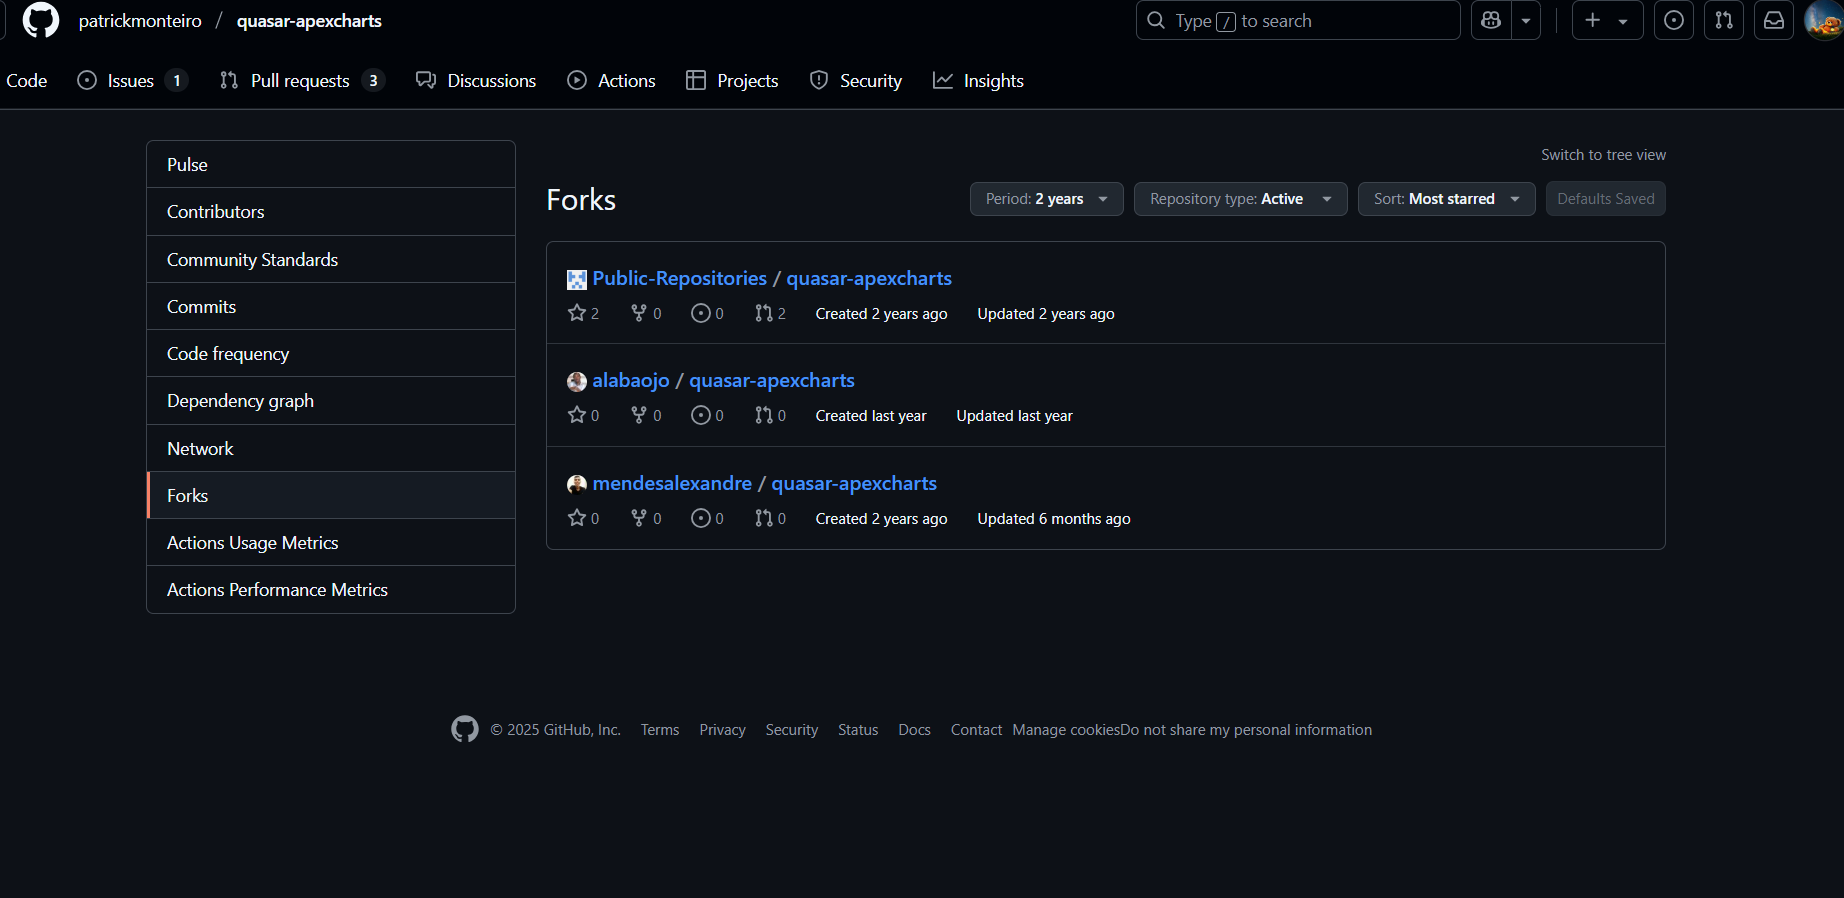 patrickmonteiro / quasar-apexcharts
Type / to search
Code Issues 1 Pull requests 3 Discussions Actions Projects Security Insights
Pulse
Contributors
Community Standards
Commits
Code frequency
Dependency graph
Network
Forks
Actions Usage Metrics
Actions Performance Metrics
Switch to tree view
Forks
Period: 2 years Repository type: Active Sort: Most starred Defaults Saved
Public-Repositories / quasar-apexcharts
2 0 0 2 Created 2 years ago Updated 2 years ago
alabaojo / quasar-apexcharts
0 0 0 0 Created last year Updated last year
mendesalexandre / quasar-apexcharts
0 0 0 0 Created 2 years ago Updated 6 months ago
© 2025 GitHub, Inc. Terms Privacy Security Status Docs Contact Manage cookiesDo not share my personal information